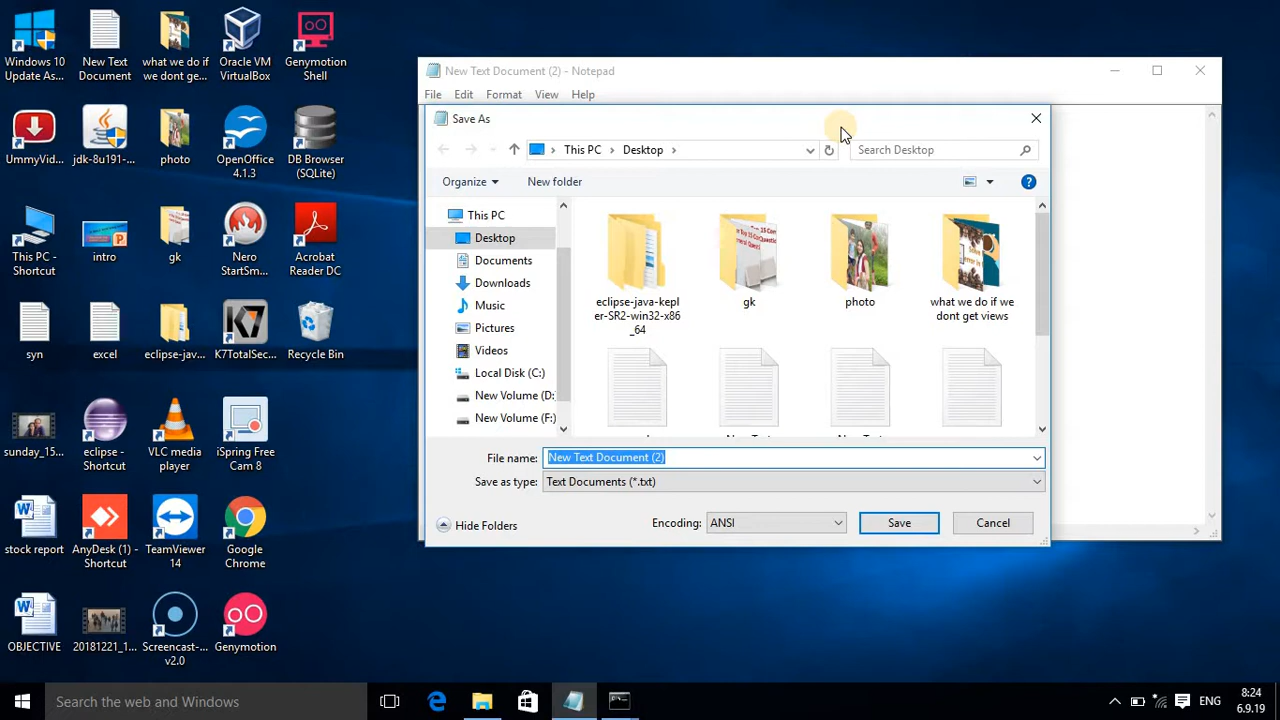 Windows 10
Update As...
New Text
Document
what we do if
we dont get...
Oracle VM
VirtualBox
Genymotion
Shell
UmmyVid...
jdk-8u191-...
photo
OpenOffice
4.1.3
DB Browser
(SQLite)
This PC -
Shortcut
intro
gk
Nero
StartSm...
Acrobat
Reader DC
syn
excel
eclipse-jav...
K7TotalSec...
Recycle Bin
sunday_15...
eclipse -
Shortcut
VLC media
player
iSpring Free
Cam 8
stock report
AnyDesk (1) -
Shortcut
TeamViewer
14
Google
Chrome
OBJECTIVE
20181221_1...
Screencast-...
v2.0
Genymotion
New Text Document (2) - Notepad
File Edit Format View Help
Save As
This PC > Desktop >
Search Desktop
Organize
New folder
This PC
Desktop
Documents
Downloads
Music
Pictures
Videos
Local Disk (C:)
New Volume (D:
New Volume (F:)
eclipse-java-kepl
er-SR2-win32-x86
_64
gk
photo
what we do if we
dont get views
File name: New Text Document (2)
Save as type: Text Documents (*.txt)
Hide Folders
Encoding: ANSI
Save
Cancel
Search the web and Windows
ENG
8:24
6.9.19